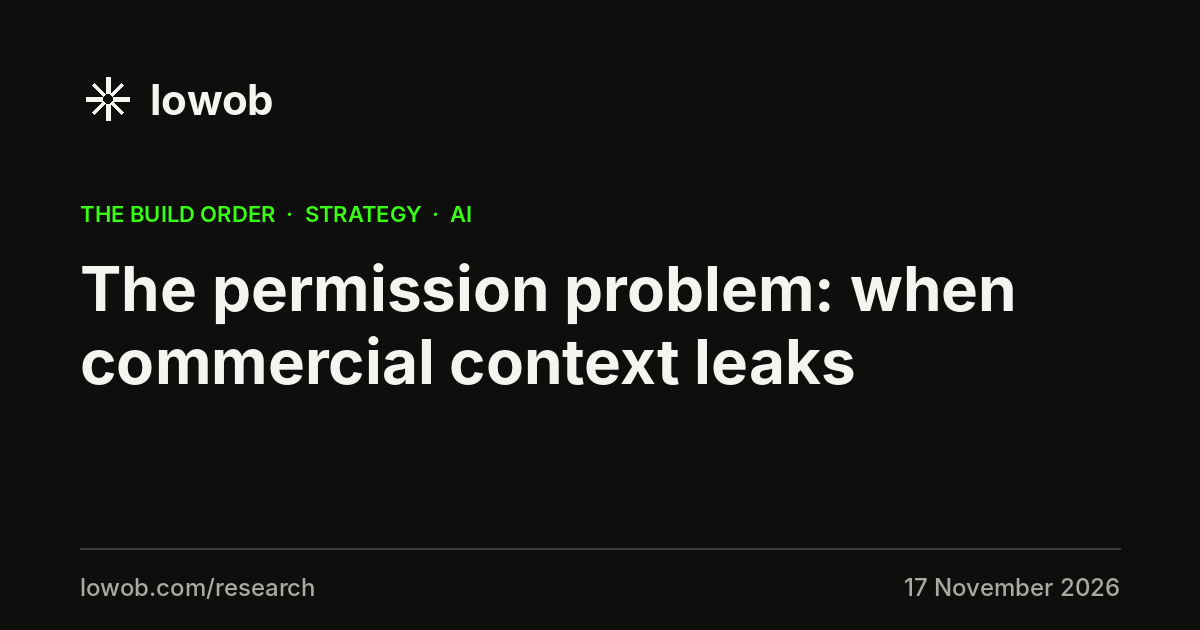 lowob
THE BUILD ORDER · STRATEGY · AI
The permission problem: when
commercial context leaks
lowob.com/research
17 November 2026